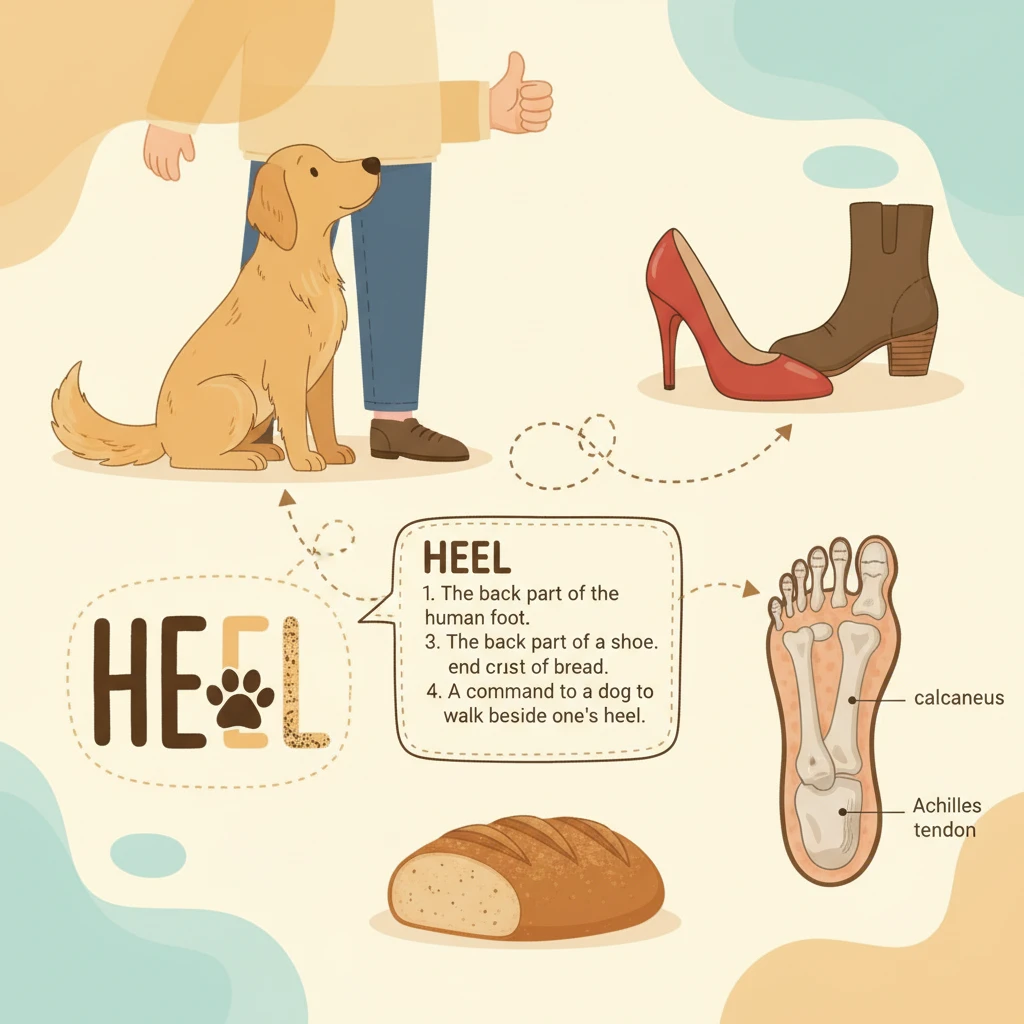 HEEL
1. The back part of the
human foot.
3. The back part of a shoe.
end crıst of bread.
4. A command to a dog to
walk beside one's heel.
HEEL
calcaneus
Achilles
tendon